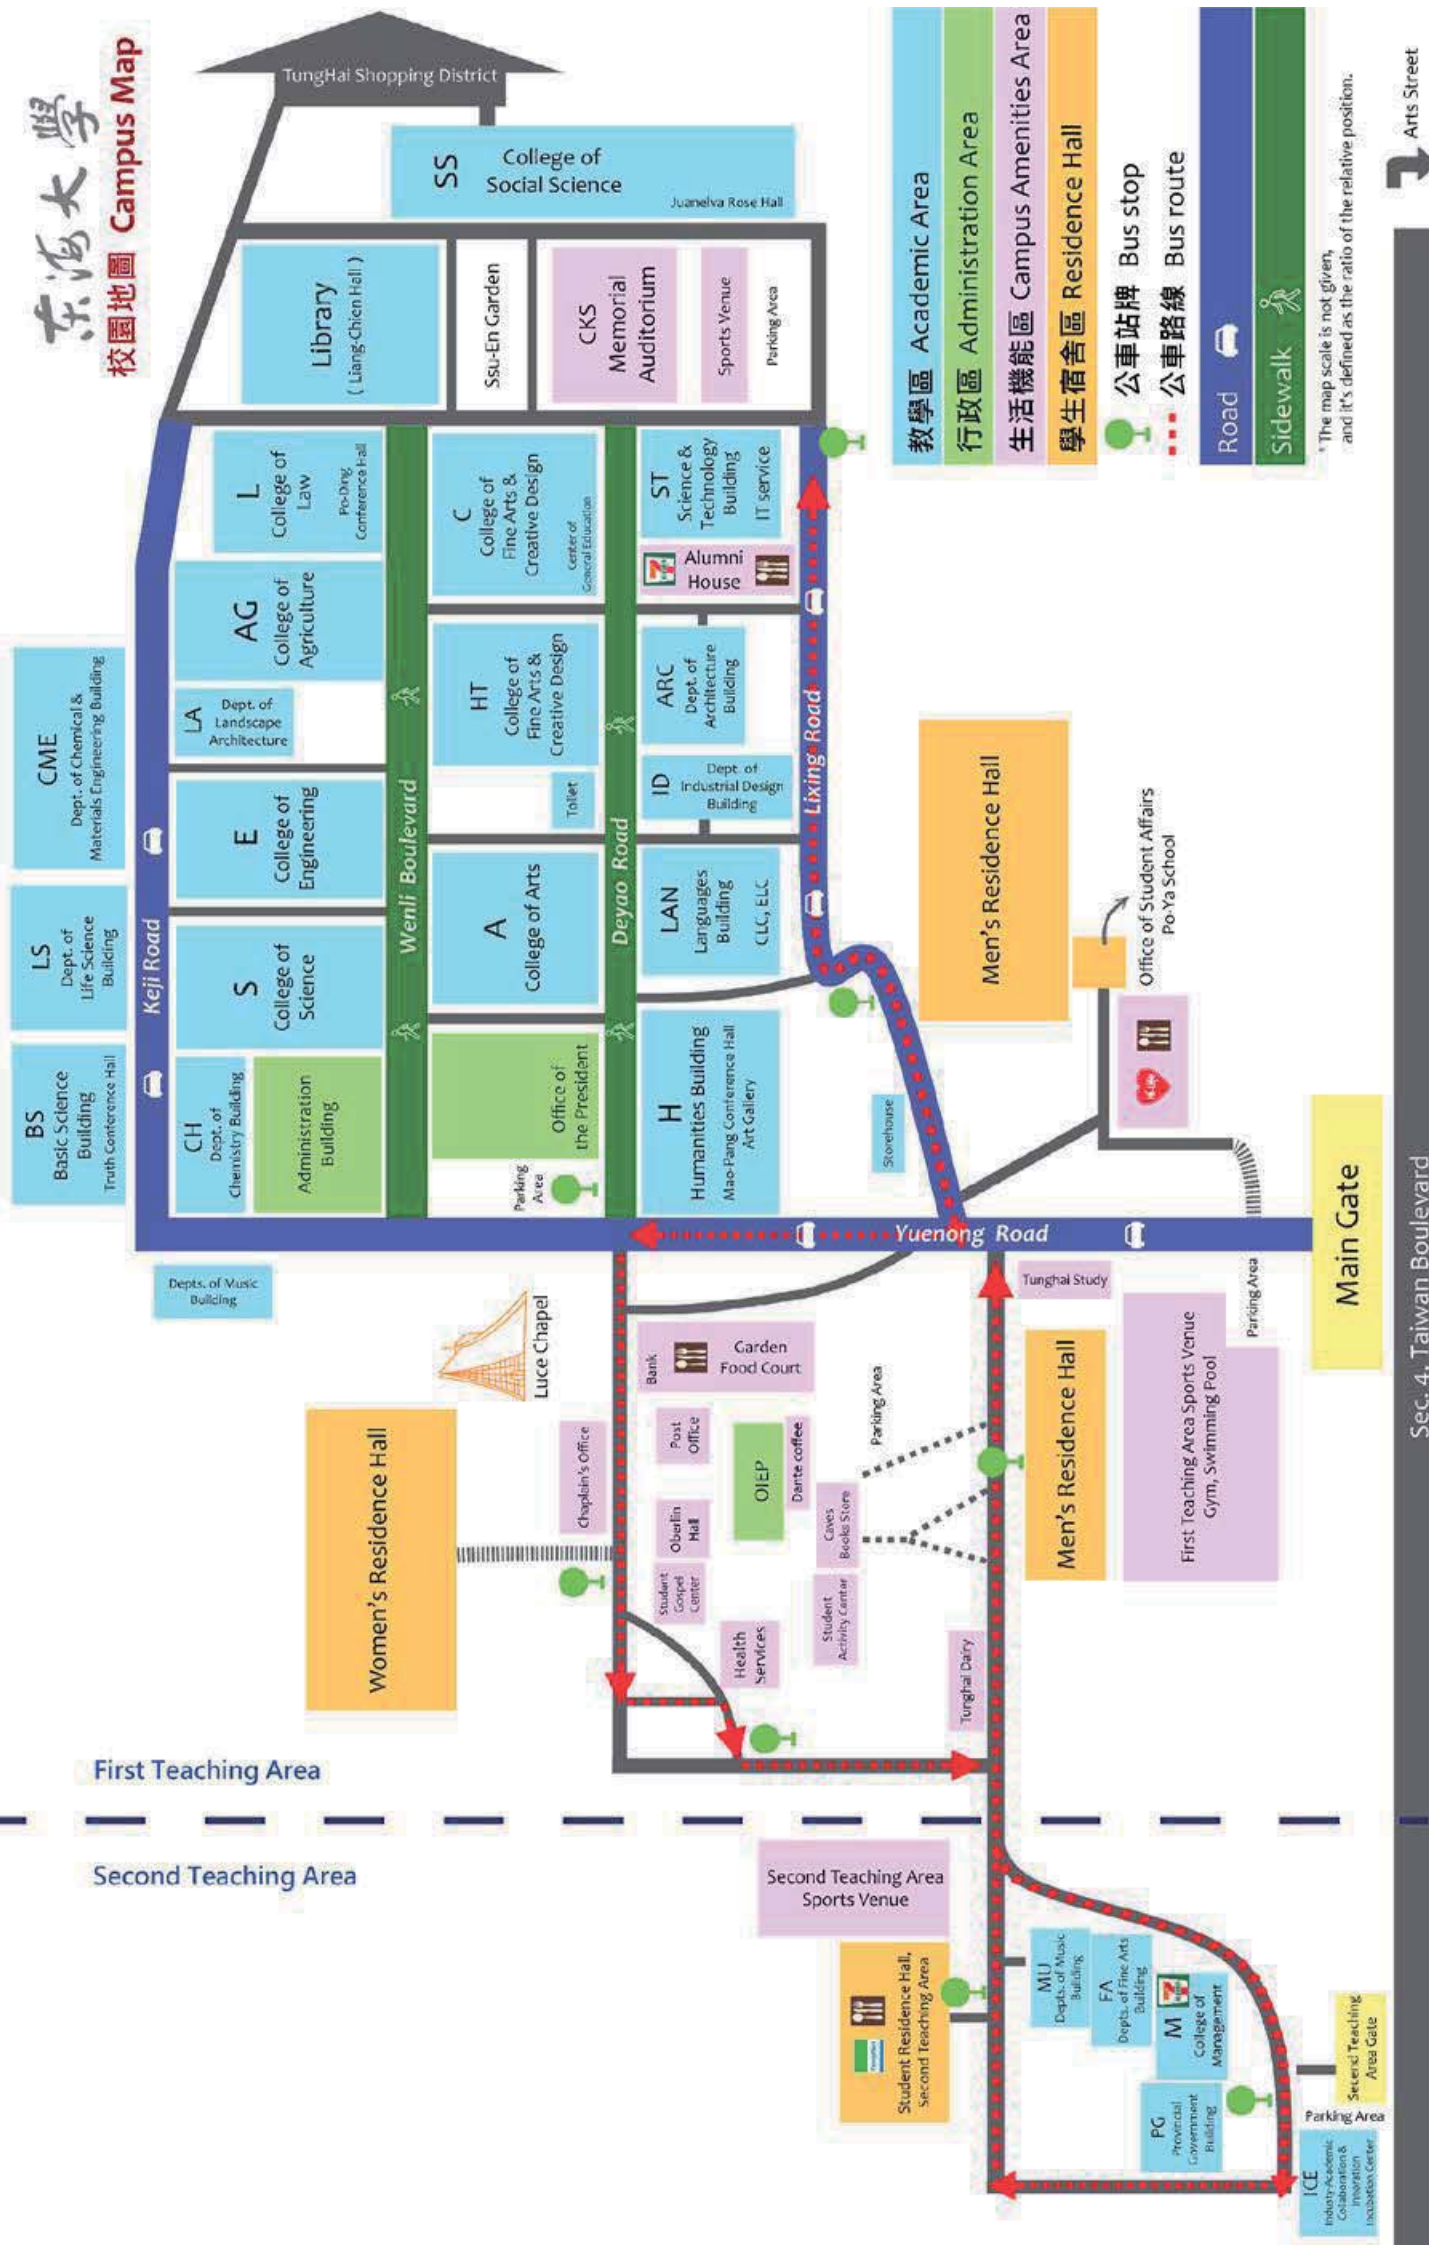 東海大學
校園地圖 Campus Map
TungHai Shopping District
SS
College of
Social Science
Juanelva Rose Hall
Library
( Liang-Chien Hall )
Ssu-En Garden
CKS
Memorial
Auditorium
Sports Venue
Parking Area
L
College of
Law
Po-Ding
Conference Hall
C
College of
Fine Arts &
Creative Design
Center of
General Education
ST
Science &
Technology
Building
IT service
AG
College of
Agriculture
Alumni
House
CME
Dept. of Chemical &
Materials Engineering Building
LA
Dept. of
Landscape
Architecture
HT
College of
Fine Arts &
Creative Design
ARC
Dept. of
Architecture
Building
Toilet
ID
Dept. of
Industrial Design
Building
E
College of
Engineering
Keji Road
Wenli Boulevard
Deyao Road
Lixing Road
LS
Dept. of
Life Science
Building
S
College of
Science
A
College of Arts
LAN
Languages
Building
CLC, ELC
BS
Basic Science
Building
Truth Conference Hall
CH
Dept. of
Chemistry Building
Administration
Building
Office of
the President
Parking
Area
H
Humanities Building
Mao-Pang Conference Hall
Art Gallery
Storehouse
Men's Residence Hall
Office of Student Affairs
Po-Ya School
Yuenong Road
Main Gate
Sec. 4, Taiwan Boulevard
Arts Street
教學區 Academic Area
行政區 Administration Area
生活機能區 Campus Amenities Area
學生宿舍區 Residence Hall
公車站牌 Bus stop
公車路線 Bus route
Road
Sidewalk
* The map scale is not given,
and it's defined as the ratio of the relative position.
Depts. of Music
Building
Luce Chapel
Women's Residence Hall
Chaplain's Office
Bank
Garden
Food Court
Post
Office
OIEP
Dante coffee
Oberlin
Hall
Student
Gospel
Center
Health
Services
Caves
Books Store
Student
Activity Center
Parking Area
Tunghai Study
Men's Residence Hall
First Teaching Area Sports Venue
Gym, Swimming Pool
Parking Area
Tunghai Dairy
First Teaching Area
Second Teaching Area
Second Teaching Area
Sports Venue
Student Residence Hall,
Second Teaching Area
MU
Depts. of Music
Building
FA
Depts. of Fine Arts
Building
M
College of
Management
PG
Provincial
Government
Building
Second Teaching
Area Gate
Parking Area
ICE
Industy-Academic
Collaboration &
Innoration
Incubation Center